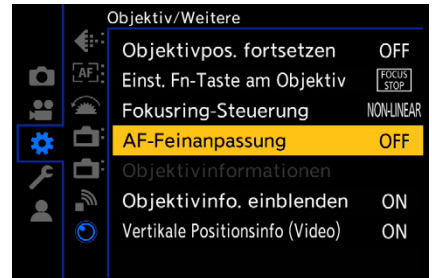 Objektiv/Weitere
Objektivpos. fortsetzen OFF
AF
Einst. Fn-Taste am Objektiv FOCUS STOP
Fokusring-Steuerung NON-LINEAR
AF-Feinanpassung OFF
Objektivinformationen
Objektivinfo. einblenden ON
Vertikale Positionsinfo (Video) ON